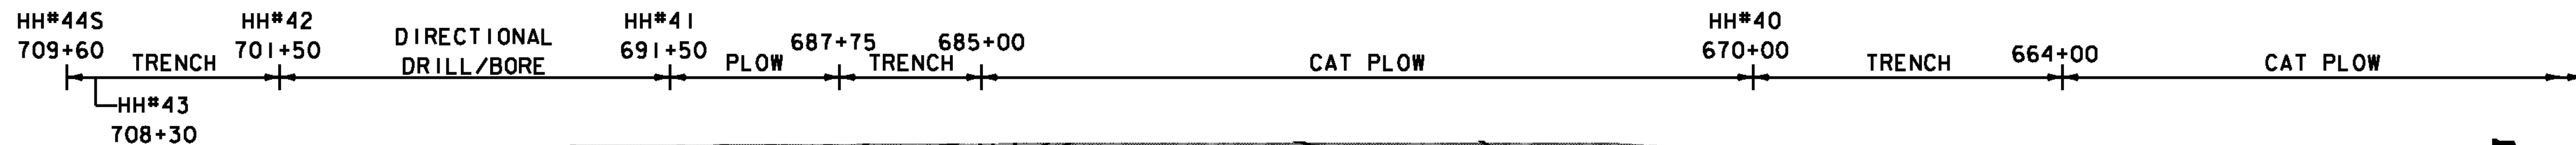 HH#44S
709+60
TRENCH
HH#42
701+50
DIRECTIONAL
DRILL/BORE
HH#41
691+50
PLOW
687+75
TRENCH
685+00
CAT PLOW
HH#40
670+00
TRENCH
664+00
CAT PLOW
HH#43
708+30